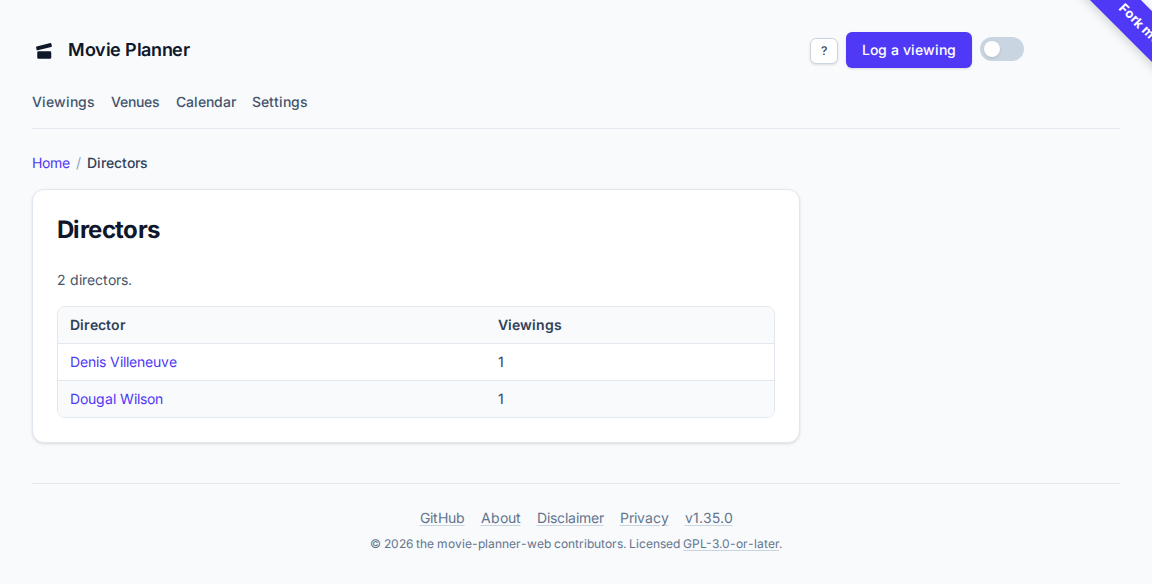 Movie Planner
?
Log a viewing
Fork m
Viewings Venues Calendar Settings
Home / Directors
Directors
2 directors.
Director Viewings
Denis Villeneuve 1
Dougal Wilson 1
GitHub About Disclaimer Privacy v1.35.0
© 2026 the movie-planner-web contributors. Licensed GPL-3.0-or-later.